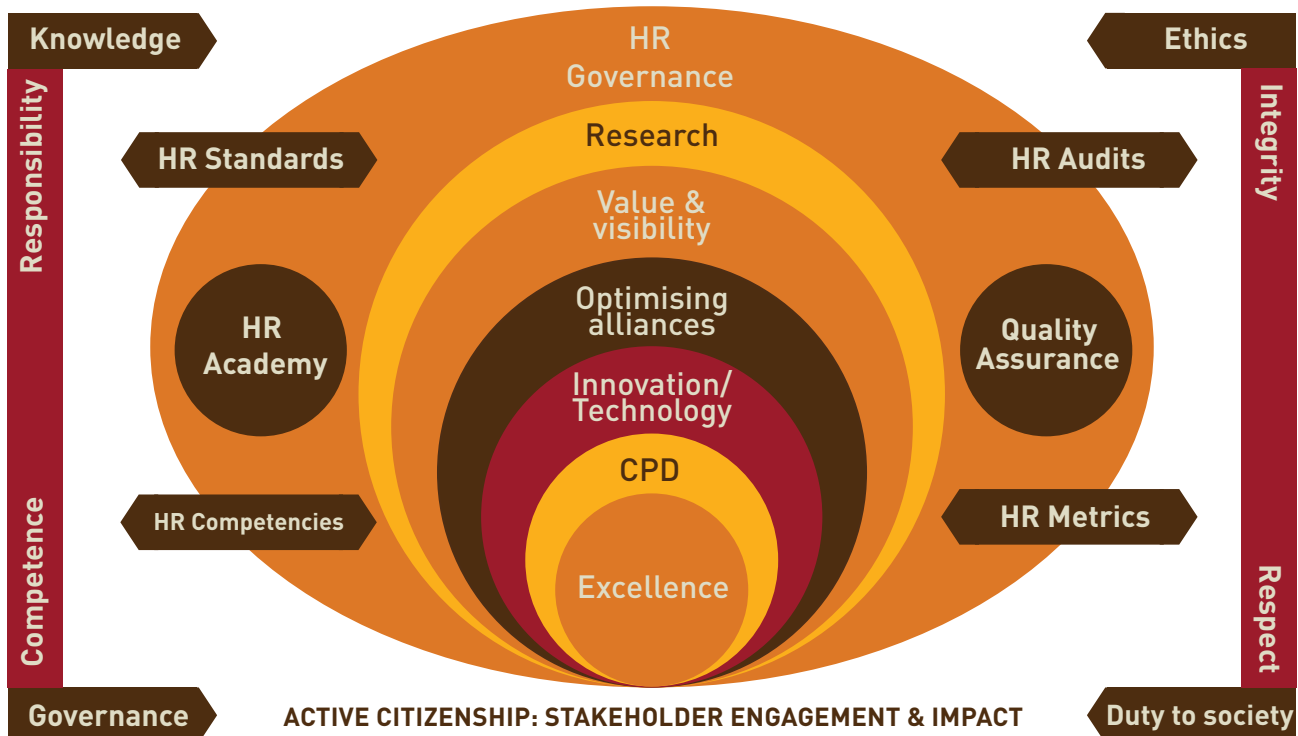 Knowledge
HR
Governance
Ethics
Responsibility
Integrity
Research
HR Standards
HR Audits
Value &
visibility
Optimising
alliances
HR
Academy
Quality
Assurance
Innovation/
Technology
CPD
HR Competencies
HR Metrics
Competence
Respect
Excellence
Governance
ACTIVE CITIZENSHIP: STAKEHOLDER ENGAGEMENT & IMPACT
Duty to society